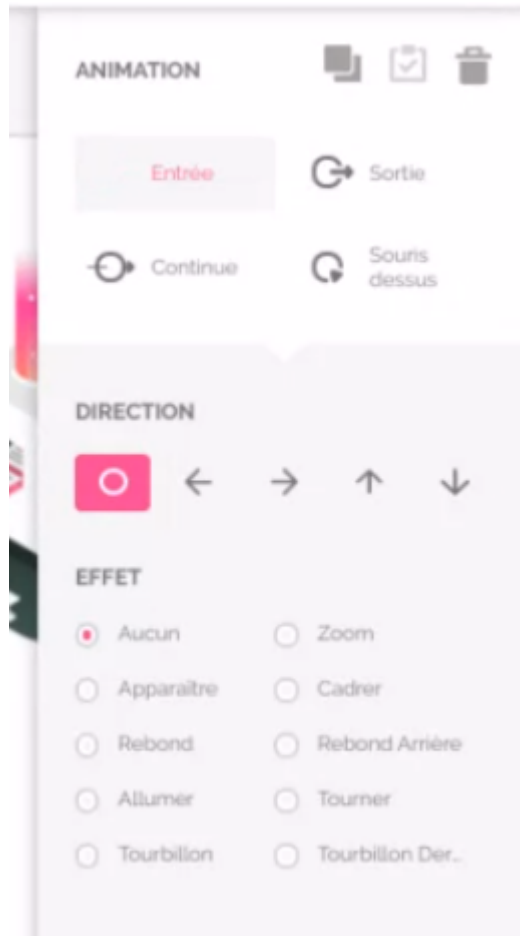 ANIMATION
Entrée
Sortie
Continue
Souris
dessus
DIRECTION
EFFET
Aucun
Zoom
Apparaître
Cadrer
Rebond
Rebond Arrière
Allumer
Tourner
Tourbillon
Tourbillon Der...